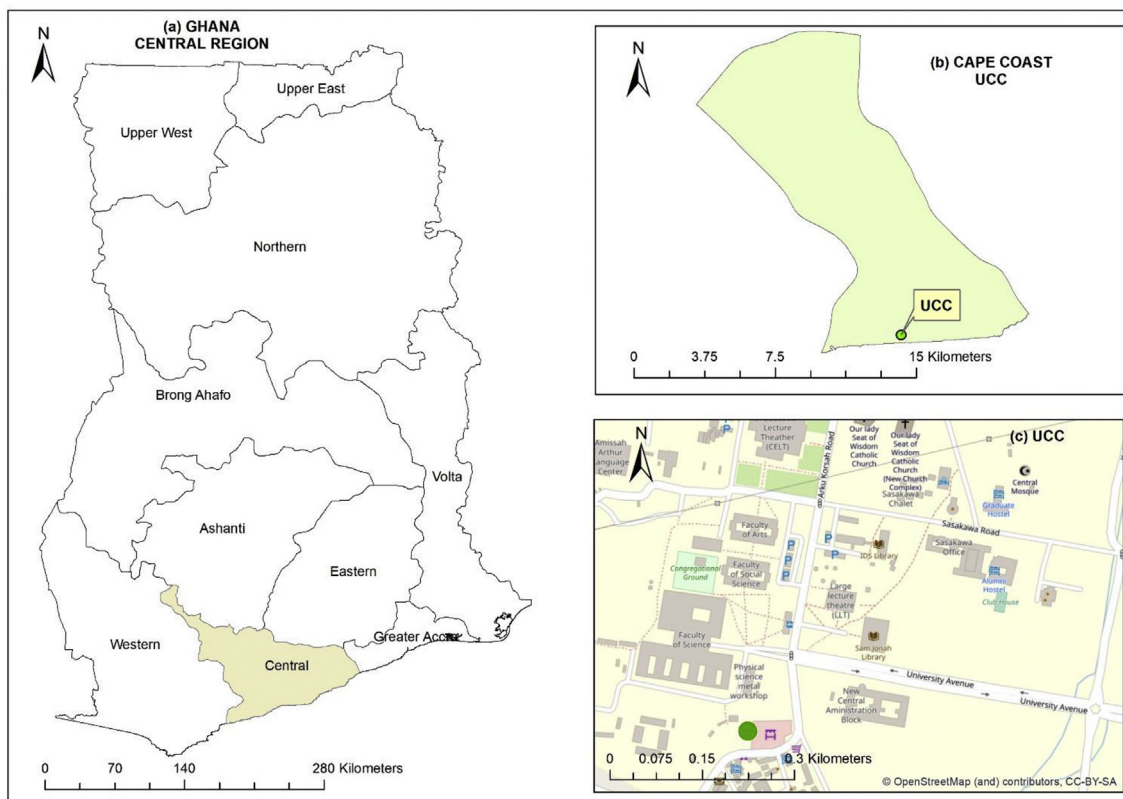 (a) GHANA
CENTRAL REGION
N
Upper East
Upper West
Northern
Brong Ahafo
Volta
Ashanti
Eastern
Greater Accra
Western
Central
0 70 140 280 Kilometers
N
(b) CAPE COAST
UCC
UCC
0 3.75 7.5 15 Kilometers
N
(c) UCC
Amissah
Arthur
Language
Center
P
Lecture
Theather
(CELT)
Arku Korsah Road
Our lady
Seat of
Wisdom
Catholic
Church
Our lady
Seat of
Wisdom
Catholic
Church
(New Church
Complex)
Sasakawa
Chalet
Central
Mosque
Graduate
Hostel
Sasakawa Road
Faculty
of Arts
P
P
P
P
P
IDS Library
Sasakawa
Office
Alumni
Hostel
Club House
Congregational
Ground
Faculty
of Social
Science
Large
lecture
theatre
(LLT)
Faculty
of Science
Sam Jonah
Library
Physical
science
metal
workshop
University Avenue
University Avenue
New
Central
Aministration
Block
0 0.075 0.15 0.3 Kilometers
© OpenStreetMap (and) contributors, CC-BY-SA